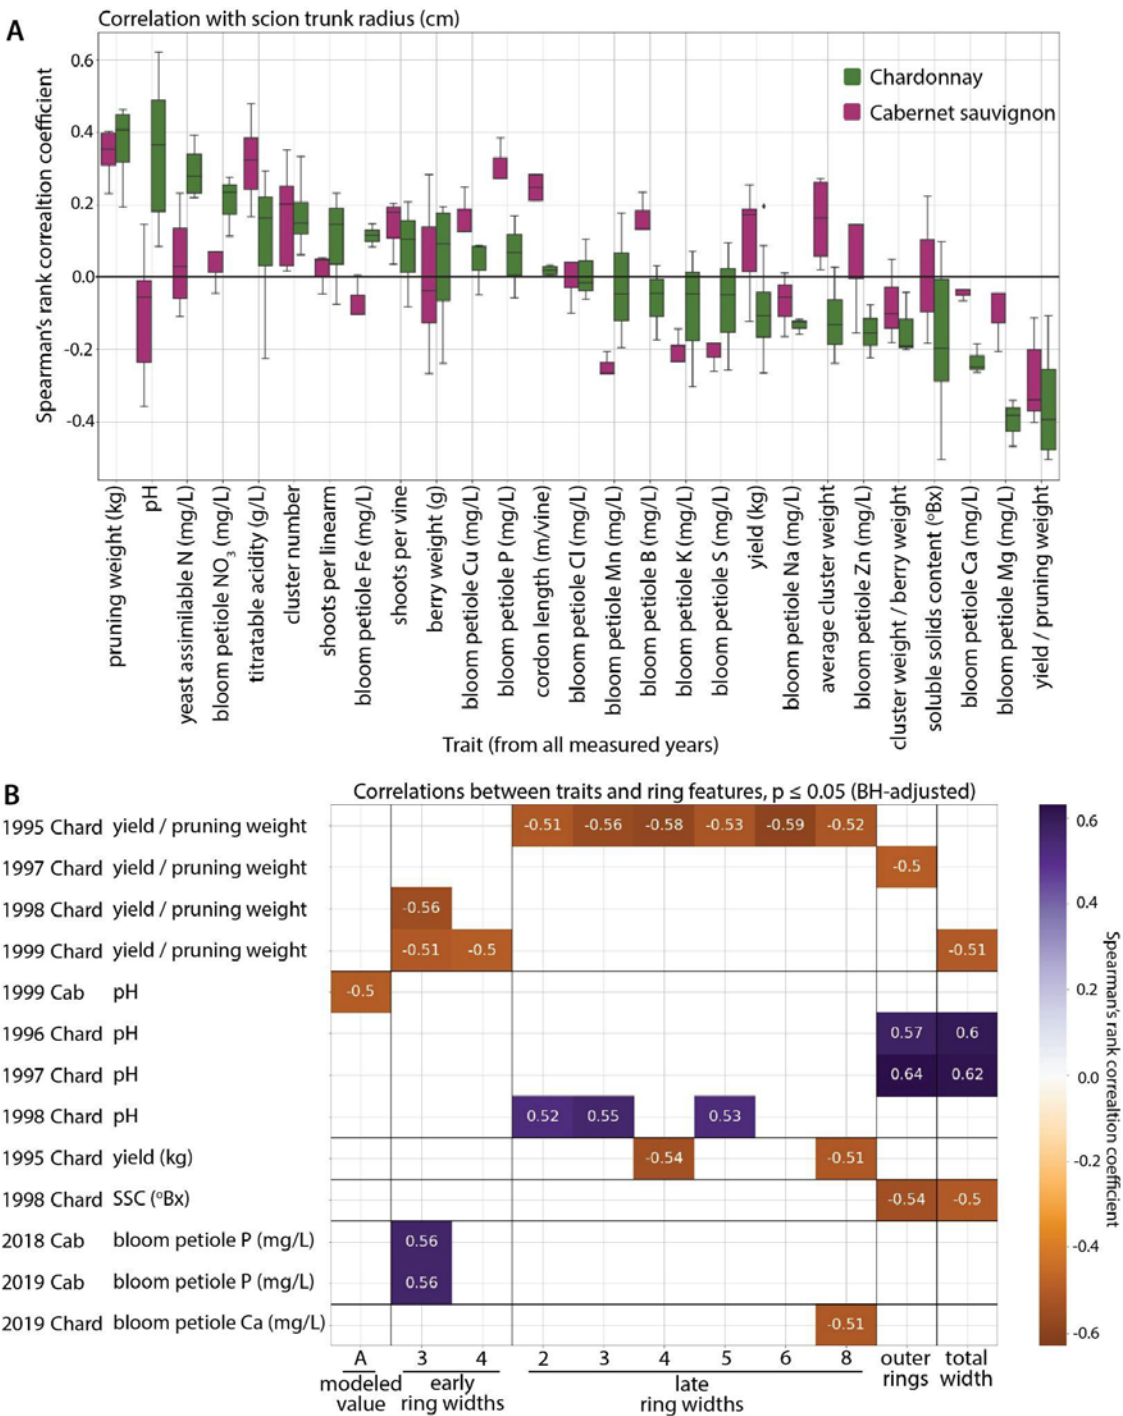 A
Correlation with scion trunk radius (cm)
Spearman's rank correaltion coefficient
0.6
0.4
0.2
0.0
-0.2
-0.4
Chardonnay
Cabernet sauvignon
pruning weight (kg)
pH
yeast assimilable N (mg/L)
bloom petiole NO3 (mg/L)
titratable acidity (g/L)
cluster number
shoots per linearm
bloom petiole Fe (mg/L)
shoots per vine
berry weight (g)
bloom petiole Cu (mg/L)
bloom petiole P (mg/L)
cordon length (m/vine)
bloom petiole Cl (mg/L)
bloom petiole Mn (mg/L)
bloom petiole B (mg/L)
bloom petiole K (mg/L)
bloom petiole S (mg/L)
yield (kg)
bloom petiole Na (mg/L)
average cluster weight
bloom petiole Zn (mg/L)
cluster weight / berry weight
soluble solids content (°Bx)
bloom petiole Ca (mg/L)
bloom petiole Mg (mg/L)
yield / pruning weight
Trait (from all measured years)
B
Correlations between traits and ring features, p ≤ 0.05 (BH-adjusted)
1995 Chard yield / pruning weight -0.51 -0.56 -0.58 -0.53 -0.59 -0.52
1997 Chard yield / pruning weight -0.5
1998 Chard yield / pruning weight -0.56
1999 Chard yield / pruning weight -0.51 -0.5 -0.51
1999 Cab pH -0.5
1996 Chard pH 0.57 0.6
1997 Chard pH 0.64 0.62
1998 Chard pH 0.52 0.55 0.53
1995 Chard yield (kg) -0.54 -0.51
1998 Chard SSC (°Bx) -0.54 -0.5
2018 Cab bloom petiole P (mg/L) 0.56
2019 Cab bloom petiole P (mg/L) 0.56
2019 Chard bloom petiole Ca (mg/L) -0.51
A 3 4 2 3 4 5 6 8 outer total
modeled early late rings width
value ring widths ring widths
0.6
0.4
0.2
0.0
-0.2
-0.4
-0.6
Spearman's rank correaltion coefficient